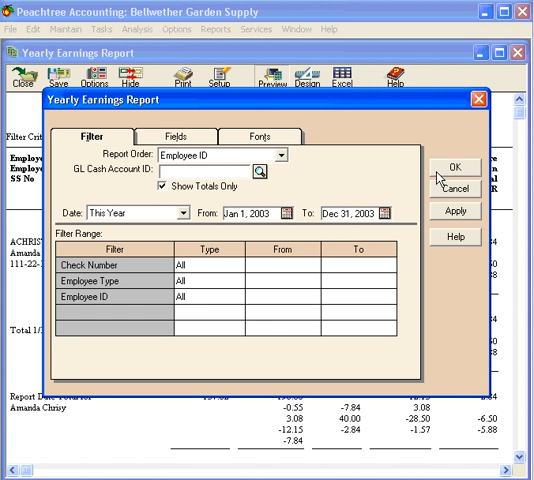 Peachtree Accounting: Bellwether Garden Supply
File Edit Maintain Tasks Analysis Options Reports Services Window Help
Yearly Earnings Report
Close Save Options Hide Print Setup Preview Design Excel Help
Yearly Earnings Report
Filter Fields Fonts
Filter Crit
Report Order: Employee ID
Employe
Employe
SS No
GL Cash Account ID:
Show Totals Only
OK
Cancel
Apply
Help
Date: This Year From: Jan 1, 2003 To: Dec 31, 2003
Filter Range:
Filter Type From To
Check Number All
Employee Type All
Employee ID All
ACHRIS
Amanda
111-22-
Total 1/
Amanda Chrisy
-0.55 -7.84 3.08
3.08 40.00 -28.50 -6.50
-12.15 -2.84 -1.57 -5.88
-7.84